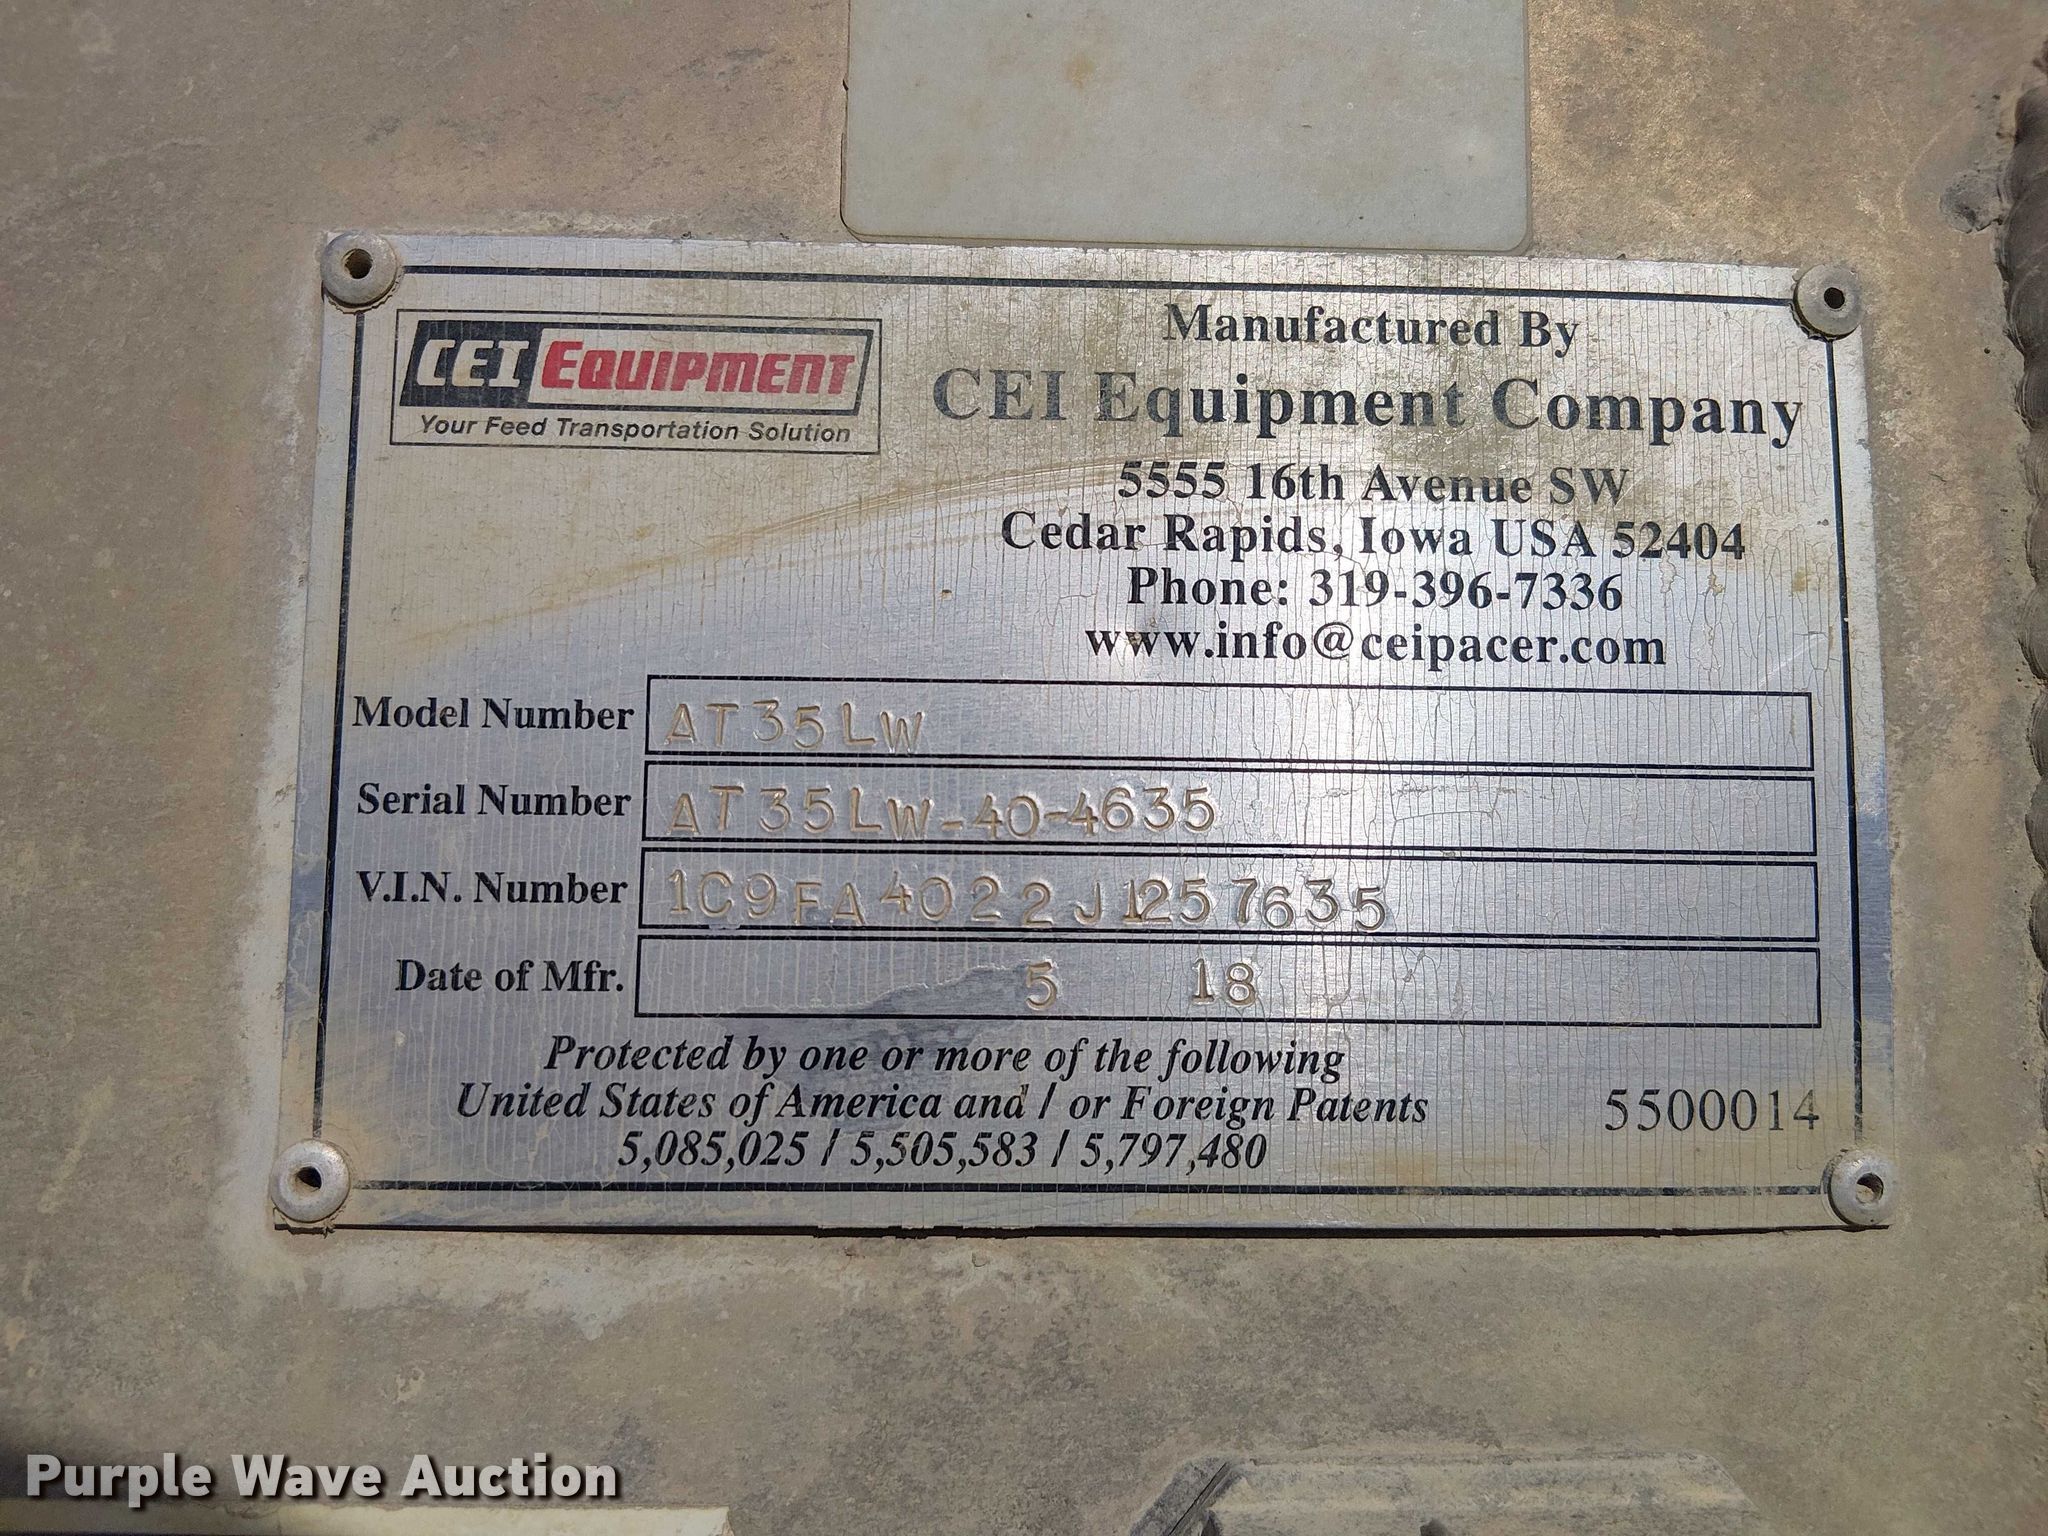 CEI EQUIPMENT
Your Feed Transportation Solution
Manufactured By
CEI Equipment Company
5555 16th Avenue SW
Cedar Rapids, Iowa USA 52404
Phone: 319-396-7336
www.info@ceipacer.com
Model Number AT35LW
Serial Number AT35LW-40-4635
V.I.N. Number 1C9FA4022J1257635
Date of Mfr. 5 18
Protected by one or more of the following
United States of America and / or Foreign Patents
5,085,025 / 5,505,583 / 5,797,480
5500014
Purple Wave Auction